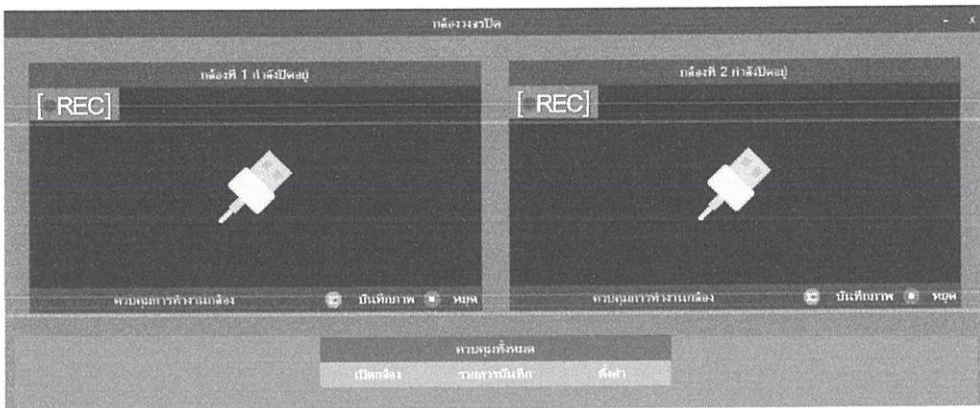 กล้องวงจรปิด - x
กล้องที่ 1 กำลังปิดอยู่
กล้องที่ 2 กำลังปิดอยู่
[ REC]
[ REC]
ควบคุมการทำงานกล้อง บันทึกภาพ หยุด
ควบคุมการทำงานกล้อง บันทึกภาพ หยุด
ควบคุมทั้งหมด
เปิดกล้อง รายการบันทึก ตั้งค่า